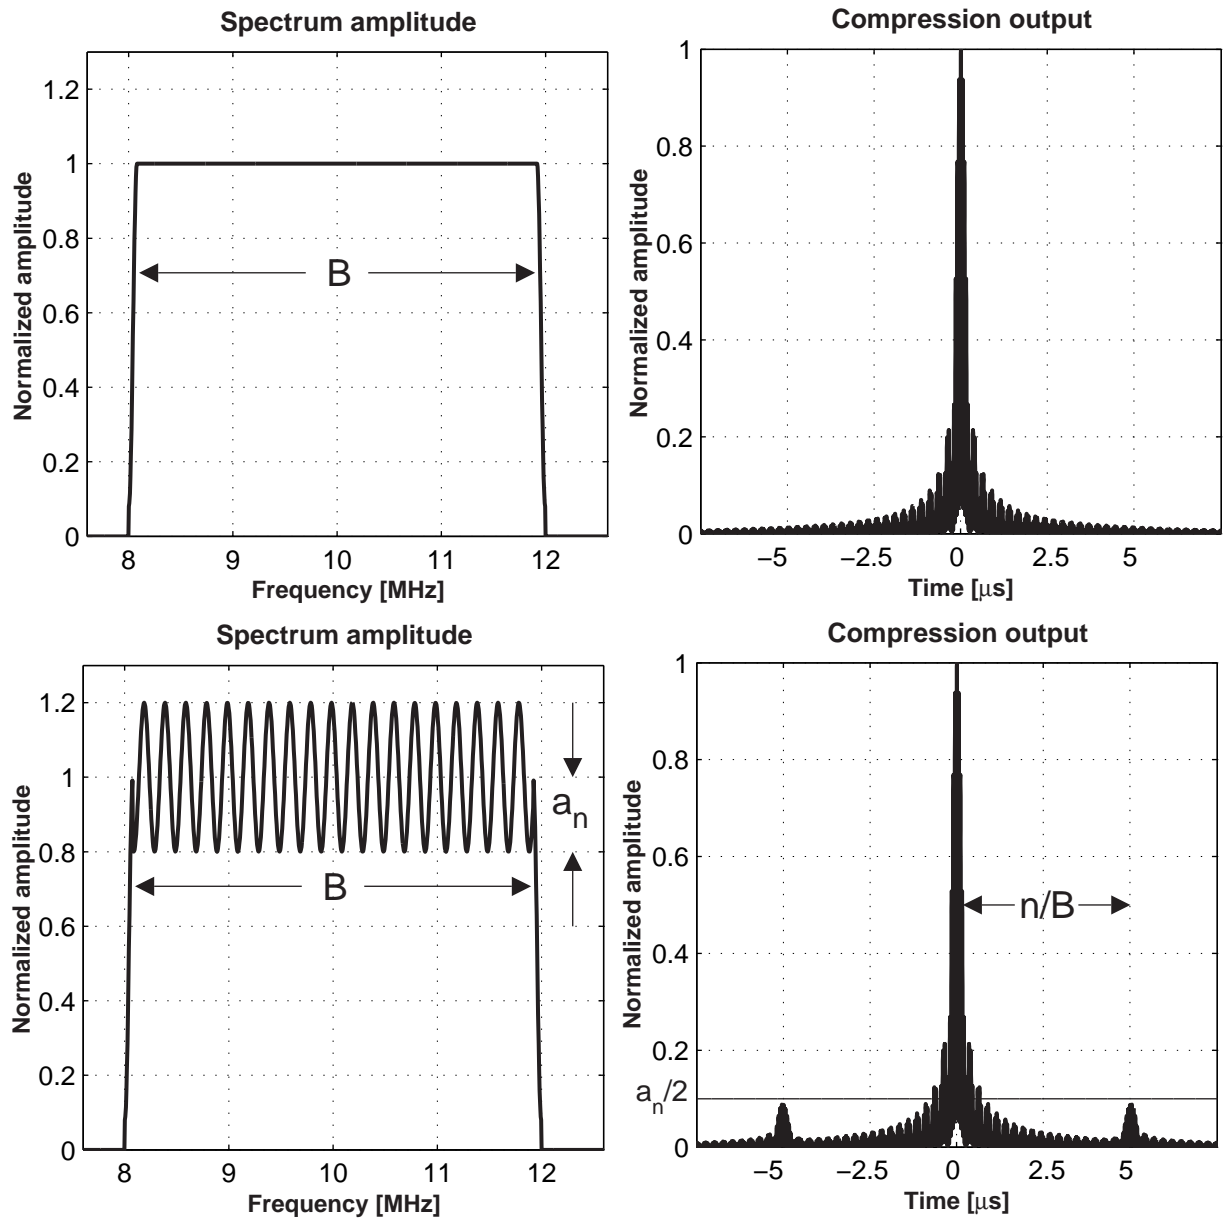 Spectrum amplitude
Normalized amplitude
1.2
1
0.8
0.6
0.4
0.2
0
B
8
9
10
11
12
Frequency [MHz]
Compression output
Normalized amplitude
1
0.8
0.6
0.4
0.2
0
−5
−2.5
0
2.5
5
Time [μs]
Spectrum amplitude
Normalized amplitude
1.2
1
0.8
0.6
0.4
0.2
0
a_n
B
8
9
10
11
12
Frequency [MHz]
Compression output
Normalized amplitude
1
0.8
0.6
0.4
0.2
a_n/2
0
n/B
−5
−2.5
0
2.5
5
Time [μs]